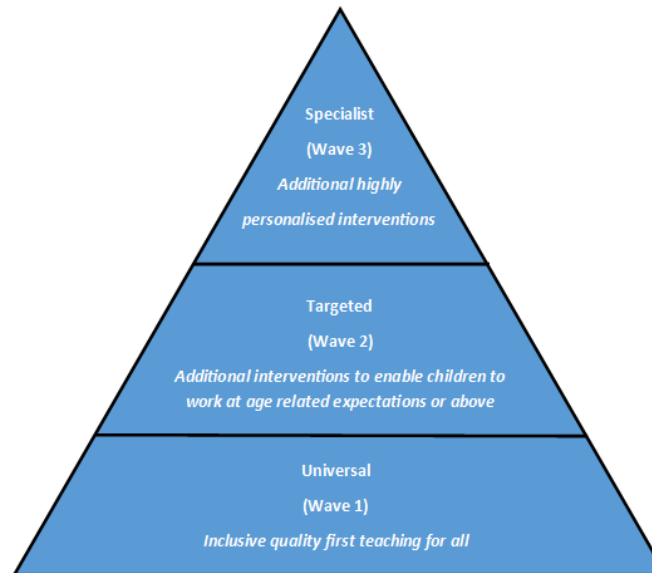 Specialist
(Wave 3)
Additional highly
personalised interventions
Targeted
(Wave 2)
Additional interventions to enable children to
work at age related expectations or above
Universal
(Wave 1)
Inclusive quality first teaching for all